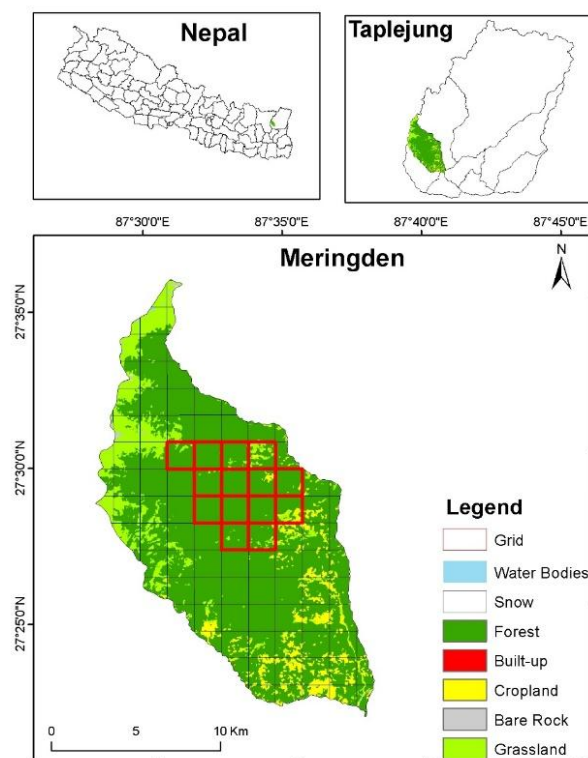 Nepal
Taplejung
87°30'0"E
87°35'0"E
87°40'0"E
87°45'0"E
Meringden
N
27°35'0"N
27°30'0"N
27°25'0"N
Legend
Grid
Water Bodies
Snow
Forest
Built-up
Cropland
Bare Rock
Grassland
0
5
10 Km